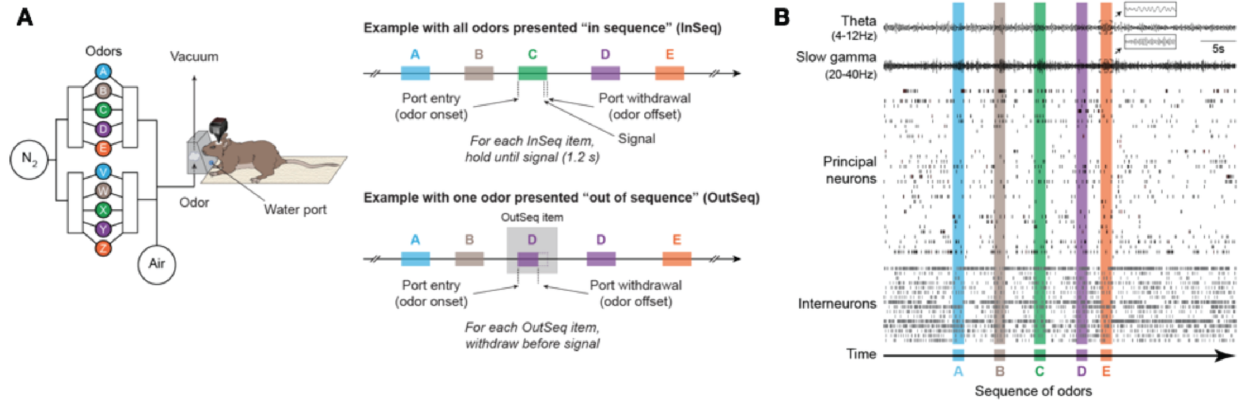 A
Odors
A
B
C
D
E
V
W
X
Y
Z
N2
Air
Vacuum
Odor
Water port
Example with all odors presented “in sequence” (InSeq)
A B C D E
Port entry
(odor onset)
Port withdrawal
(odor offset)
Signal
For each InSeq item,
hold until signal (1.2 s)
Example with one odor presented “out of sequence” (OutSeq)
OutSeq item
A B D D E
Port entry
(odor onset)
Port withdrawal
(odor offset)
For each OutSeq item,
withdraw before signal
B
Theta
(4-12Hz)
Slow gamma
(20-40Hz)
5s
Principal
neurons
Interneurons
Time
A B C D E
Sequence of odors